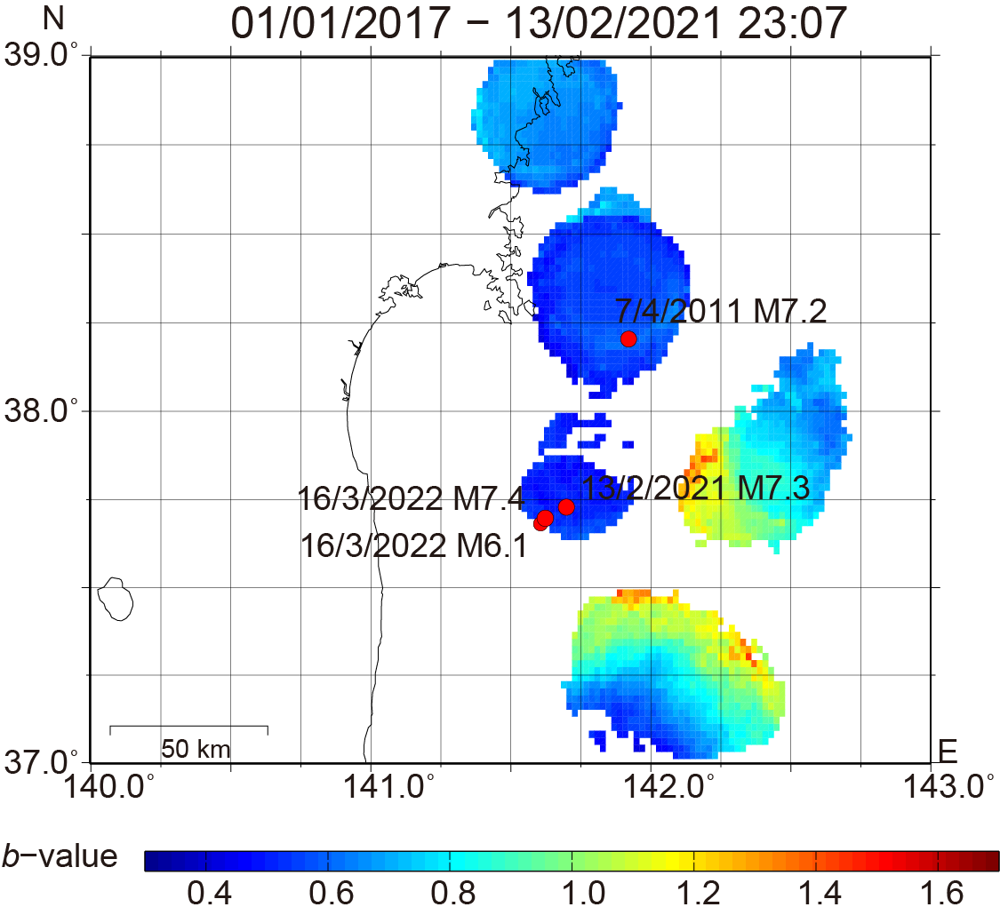 N
01/01/2017 − 13/02/2021 23:07
39.0°
7/4/2011 M7.2
38.0°
13/2/2021 M7.3
16/3/2022 M7.4
16/3/2022 M6.1
50 km
37.0°
E
140.0° 141.0° 142.0° 143.0°
b−value
0.4 0.6 0.8 1.0 1.2 1.4 1.6